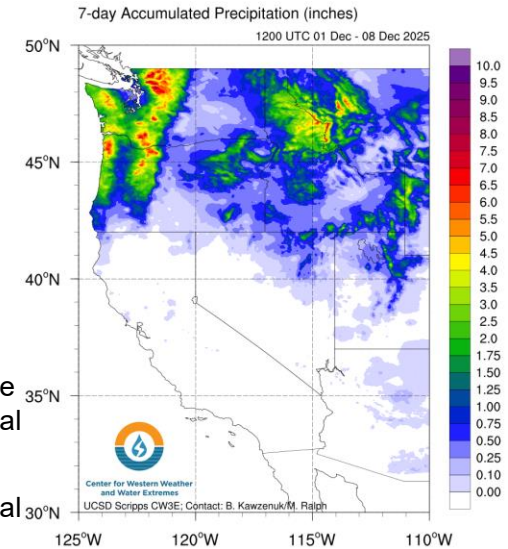 7-day Accumulated Precipitation (inches)
1200 UTC 01 Dec - 08 Dec 2025
50°N
45°N
40°N
35°N
30°N
125°W
120°W
115°W
110°W
10.0
9.5
9.0
8.5
8.0
7.5
7.0
6.5
6.0
5.5
5.0
4.5
4.0
3.5
3.0
2.5
2.0
1.75
1.50
1.25
1.00
0.75
0.50
0.25
0.10
0.00
e
al
al
Center for Western Weather
and Water Extremes
UCSD Scripps CW3E; Contact: B. Kawzenuk/M. Ralph